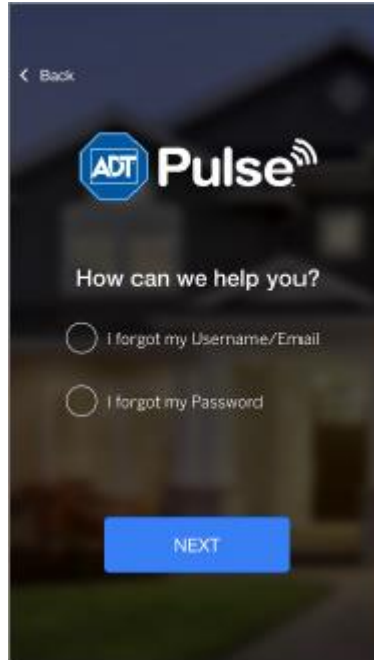 Back
ADT Pulse
How can we help you?
I forgot my Username/Email
I forgot my Password
NEXT